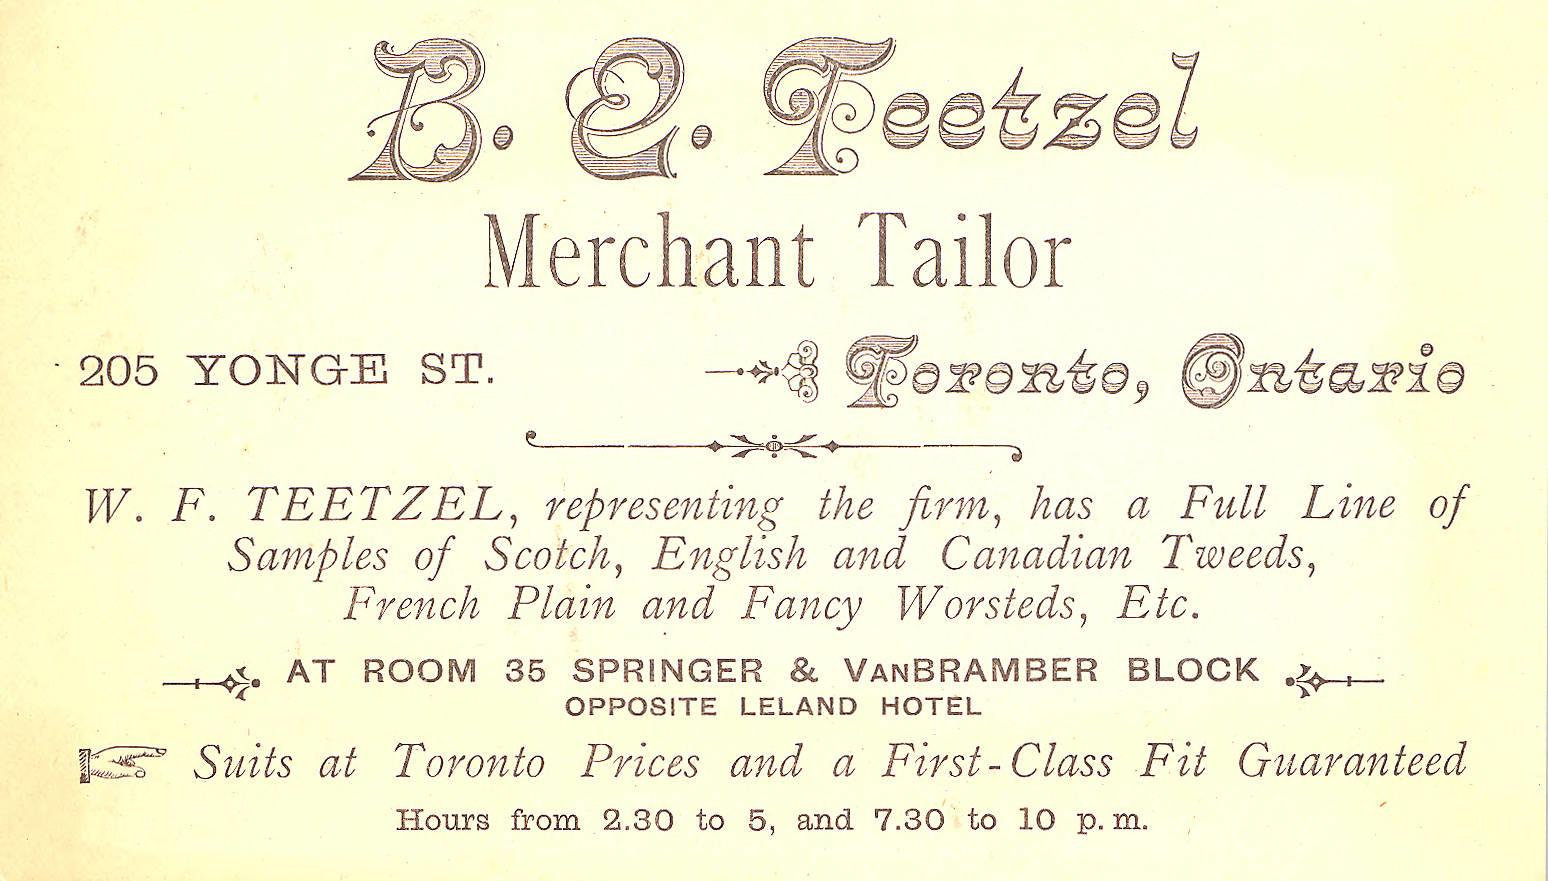 B. E. Teetzel
Merchant Tailor
205 YONGE ST. Toronto, Ontario
W. F. TEETZEL, representing the firm, has a Full Line of
Samples of Scotch, English and Canadian Tweeds,
French Plain and Fancy Worsteds, Etc.
AT ROOM 35 SPRINGER & VANBRAMBER BLOCK
OPPOSITE LELAND HOTEL
Suits at Toronto Prices and a First-Class Fit Guaranteed
Hours from 2.30 to 5, and 7.30 to 10 p. m.